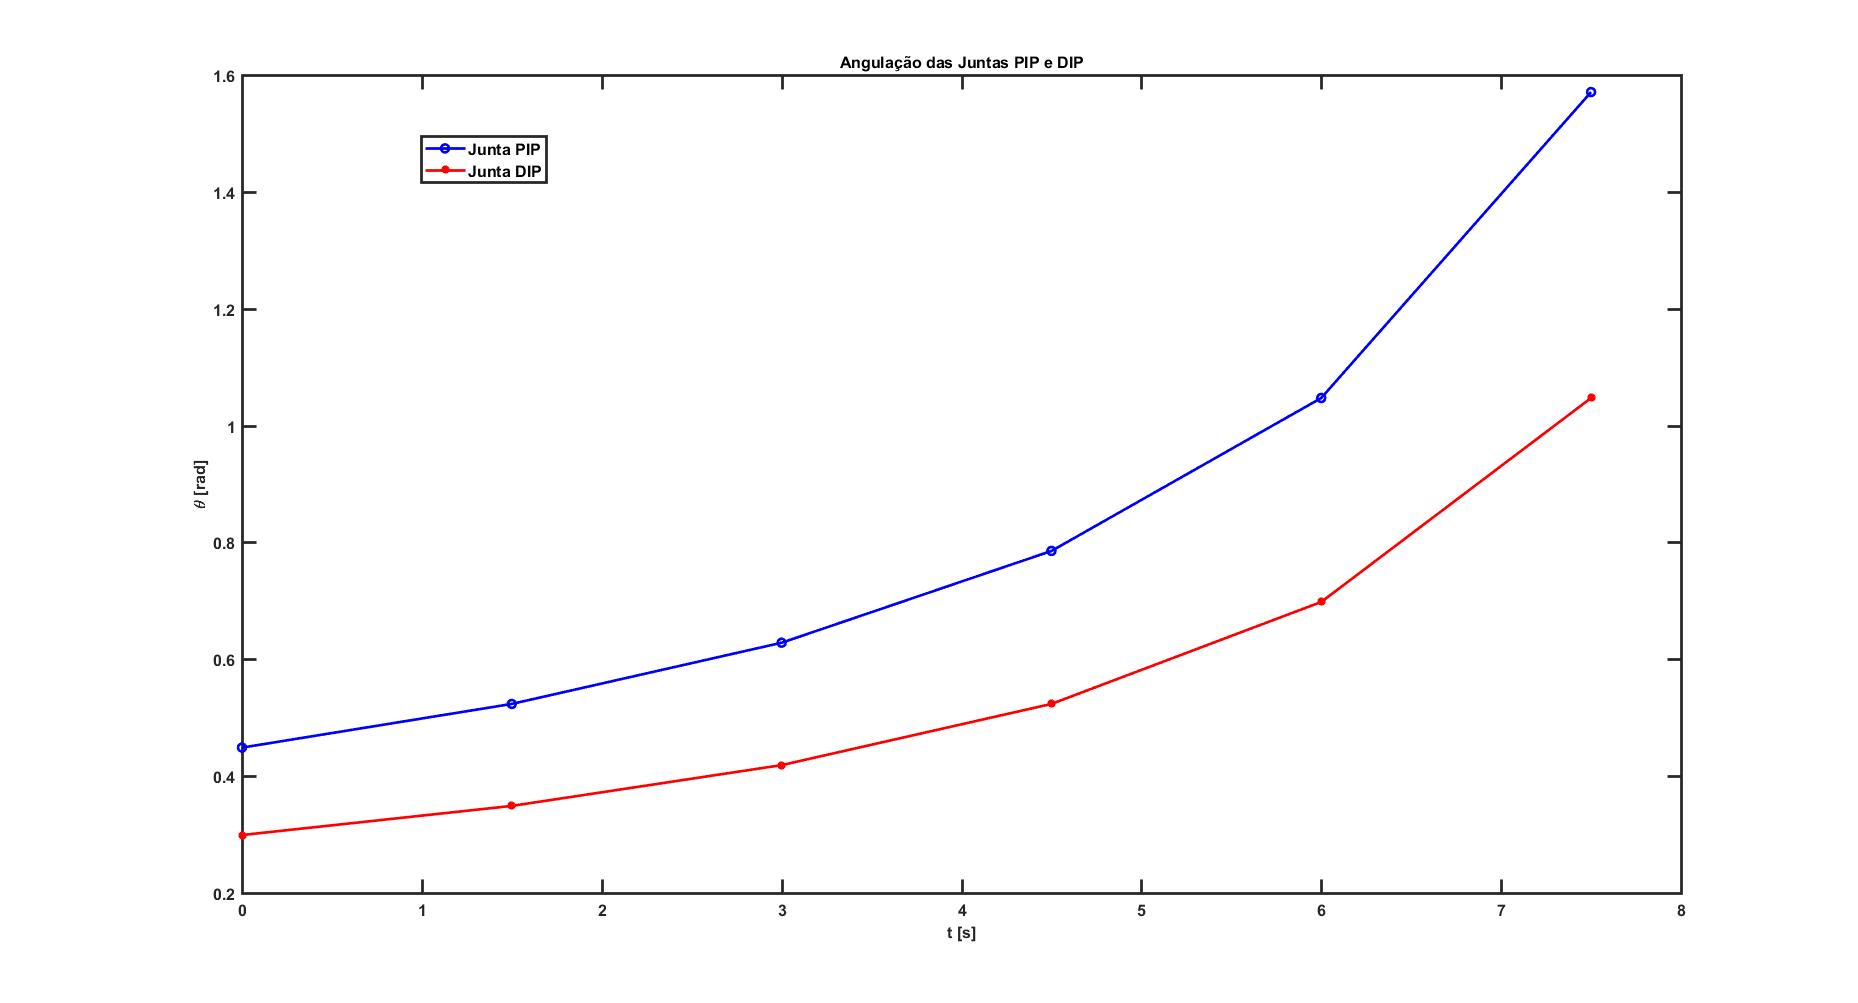 Angulação das Juntas PIP e DIP
1.6
1.4
1.2
1
0.8
0.6
0.4
0.2
θ [rad]
Junta PIP
Junta DIP
0 1 2 3 4 5 6 7 8
t [s]